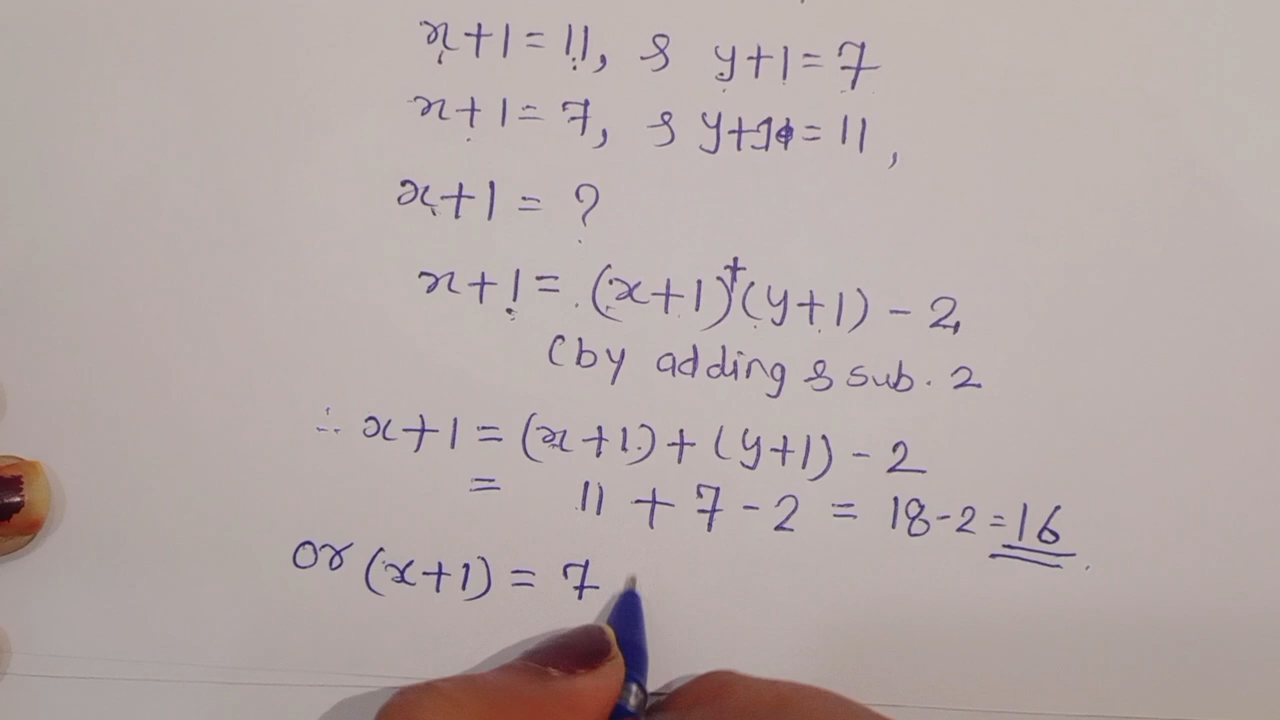 x+1=11, & y+1=7
x+1=7, & y+1=11,
x+1=?
x+1=(x+1)+(y+1)-2
(by adding & sub. 2
∴ x+1=(x+1)+(y+1)-2
= 11+7-2=18-2=16
or (x+1)=7